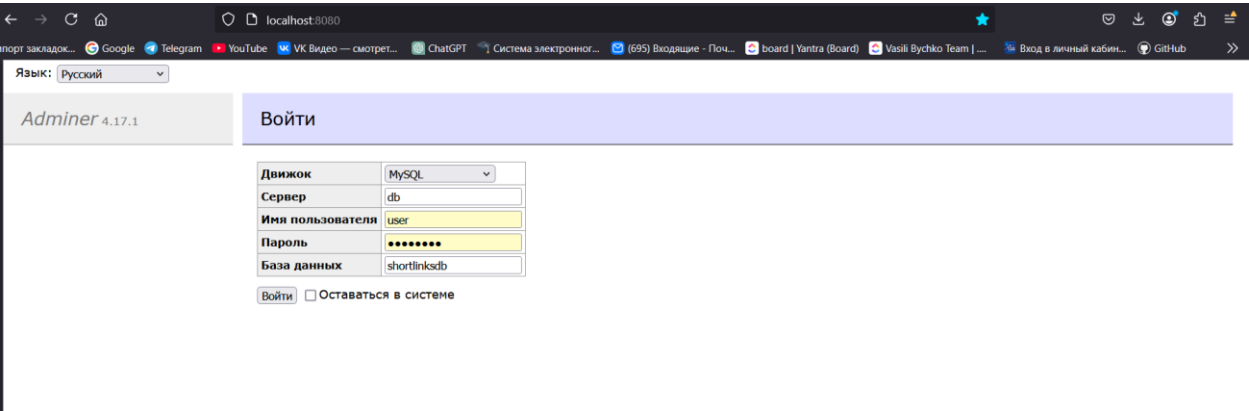 localhost:8080
мпорт закладок... Google Telegram YouTube VK Видео — смотрет... ChatGPT Система электронног... (695) Входящие - Поч... board | Yantra (Board) Vasili Bychko Team | .... Вход в личный кабин... GitHub
Язык: Русский
Adminer 4.17.1
Войти
Движок MySQL
Сервер db
Имя пользователя user
Пароль ••••••••
База данных shortlinksdb
Войти Оставаться в системе